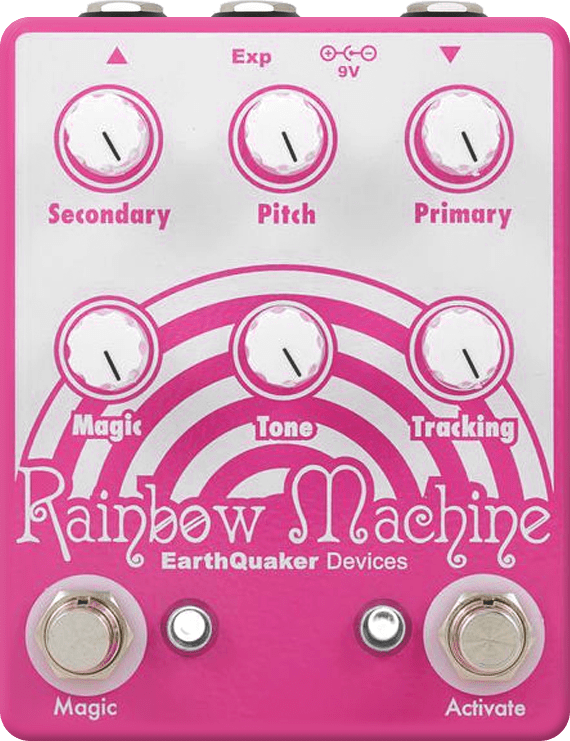 ▲ Exp 9V ▼
Secondary Pitch Primary
Magic Tone Tracking
Rainbow Machine
EarthQuaker Devices
Magic Activate